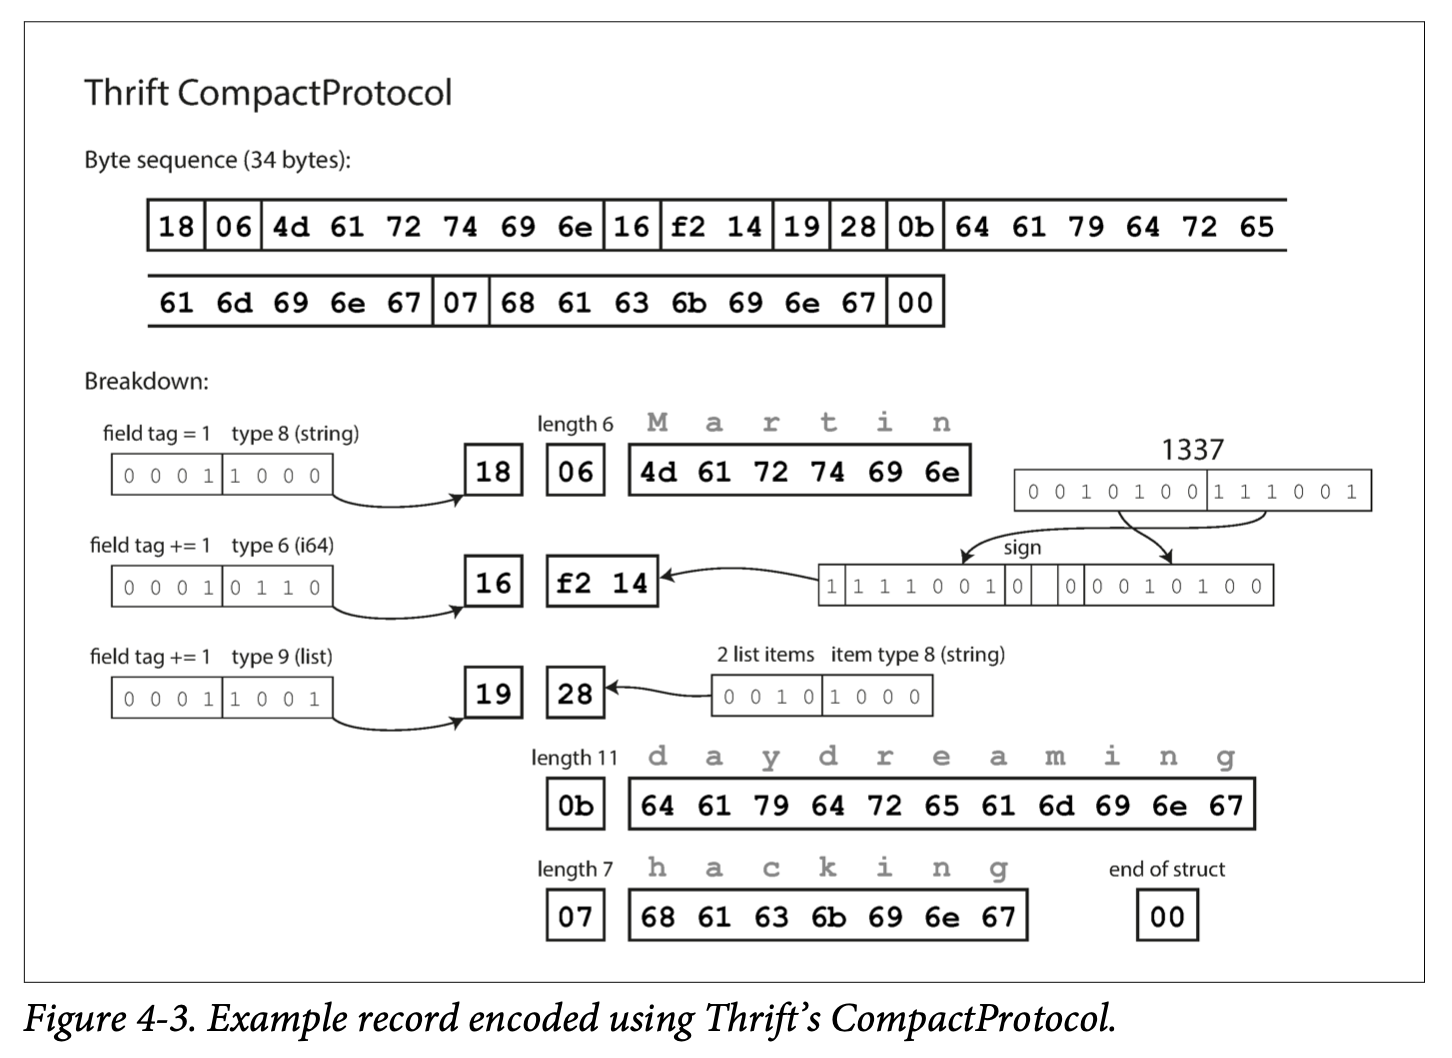 Thrift CompactProtocol
Byte sequence (34 bytes):
18 06 4d 61 72 74 69 6e 16 f2 14 19 28 0b 64 61 79 64 72 65
61 6d 69 6e 67 07 68 61 63 6b 69 6e 67 00
Breakdown:
field tag = 1 type 8 (string)
0 0 0 1 1 0 0 0
18
length 6
06
M a r t i n
4d 61 72 74 69 6e
1337
0 0 1 0 1 0 0 1 1 1 0 0 1
field tag += 1 type 6 (i64)
0 0 0 1 0 1 1 0
16
f2 14
sign
1 1 1 1 0 0 1 0 0 0 0 1 0 1 0 0
field tag += 1 type 9 (list)
0 0 0 1 1 0 0 1
19
28
2 list items item type 8 (string)
0 0 1 0 1 0 0 0
length 11
0b
d a y d r e a m i n g
64 61 79 64 72 65 61 6d 69 6e 67
length 7
07
h a c k i n g
68 61 63 6b 69 6e 67
end of struct
00
Figure 4-3. Example record encoded using Thrift’s CompactProtocol.